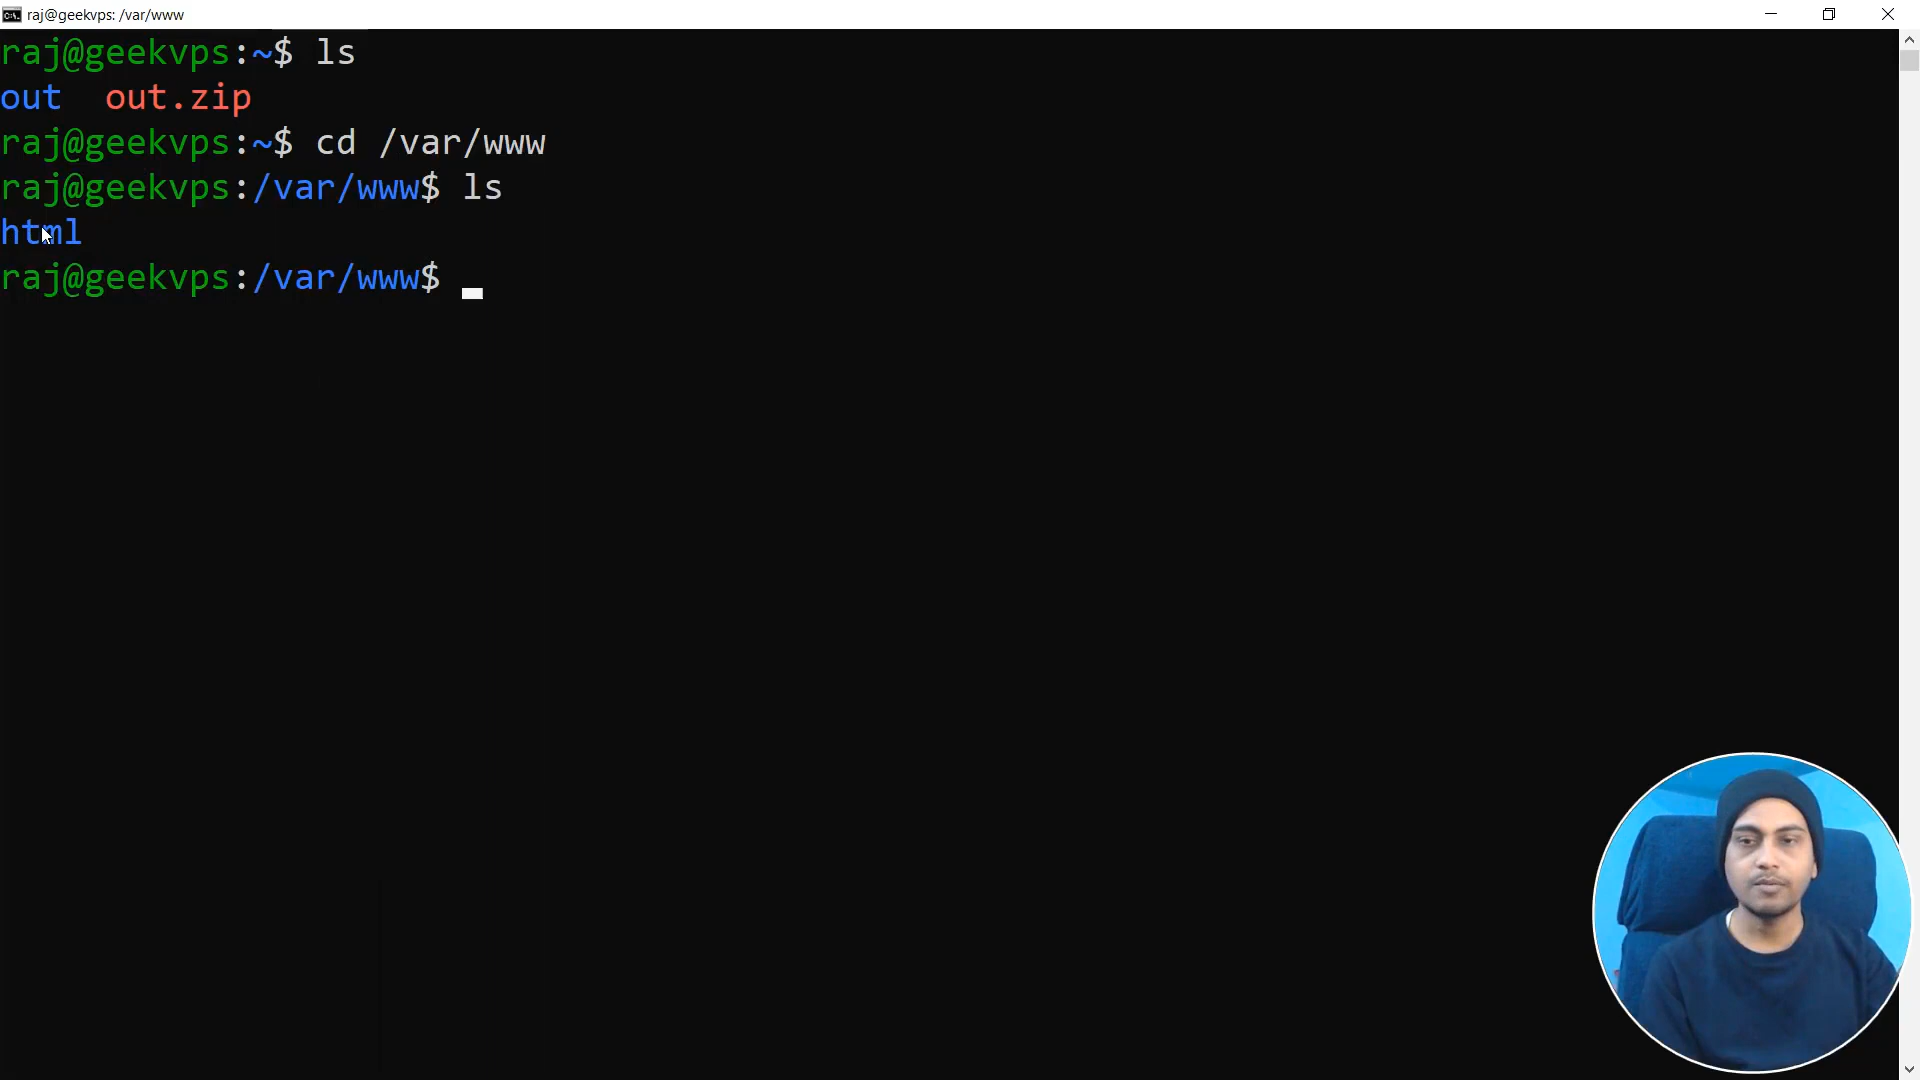 raj@geekvps: /var/www
raj@geekvps:~$ ls
out  out.zip
raj@geekvps:~$ cd /var/www
raj@geekvps:/var/www$ ls
html
raj@geekvps:/var/www$